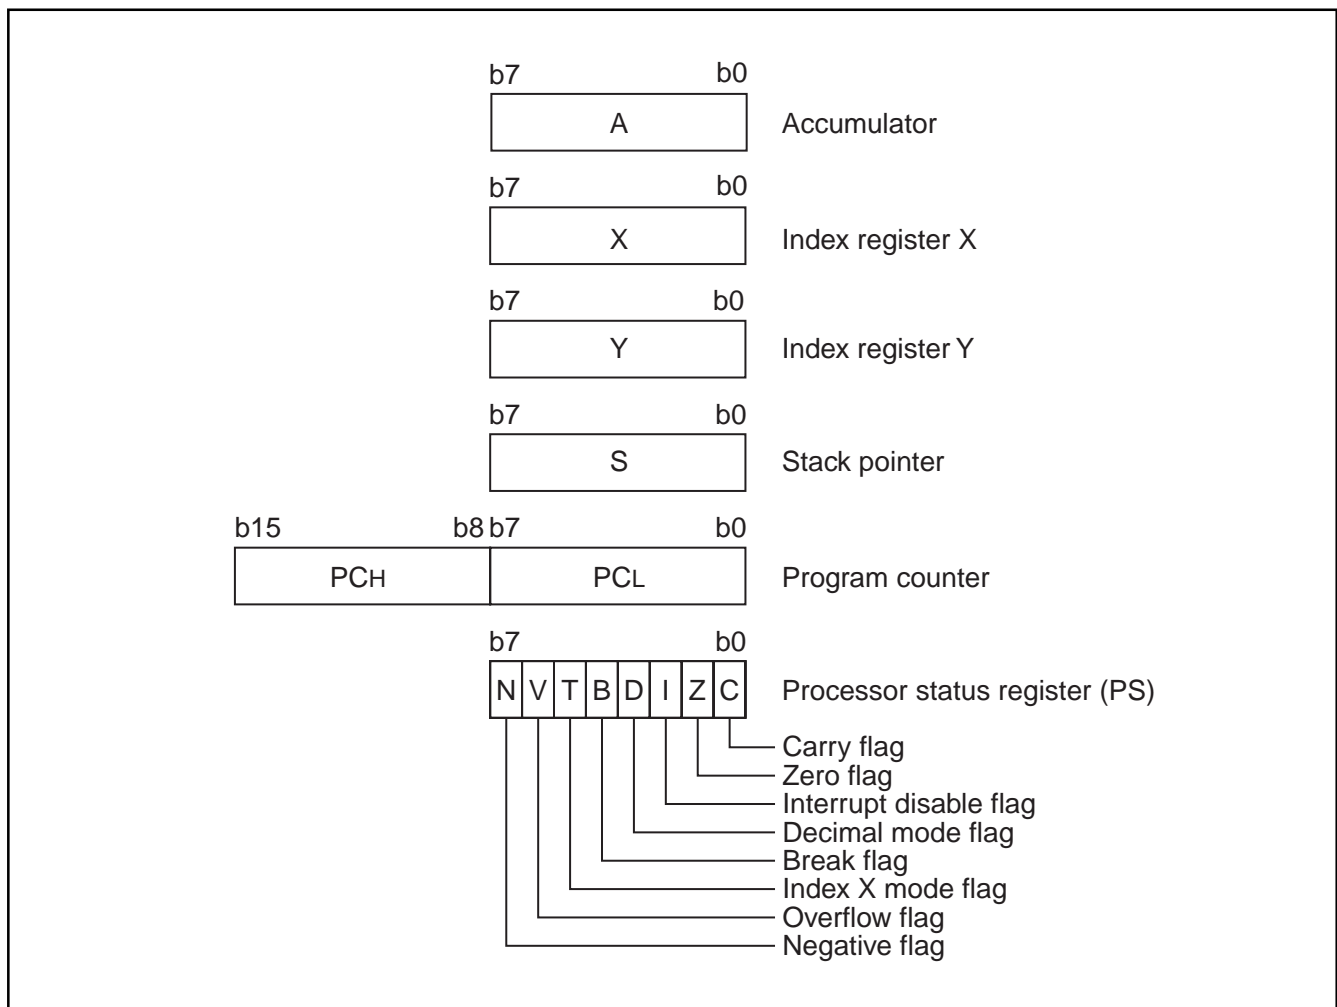 b7 b0
A Accumulator
b7 b0
X Index register X
b7 b0
Y Index register Y
b7 b0
S Stack pointer
b15 b8 b7 b0
PCH PCL Program counter
b7 b0
N V T B D I Z C Processor status register (PS)
Carry flag
Zero flag
Interrupt disable flag
Decimal mode flag
Break flag
Index X mode flag
Overflow flag
Negative flag